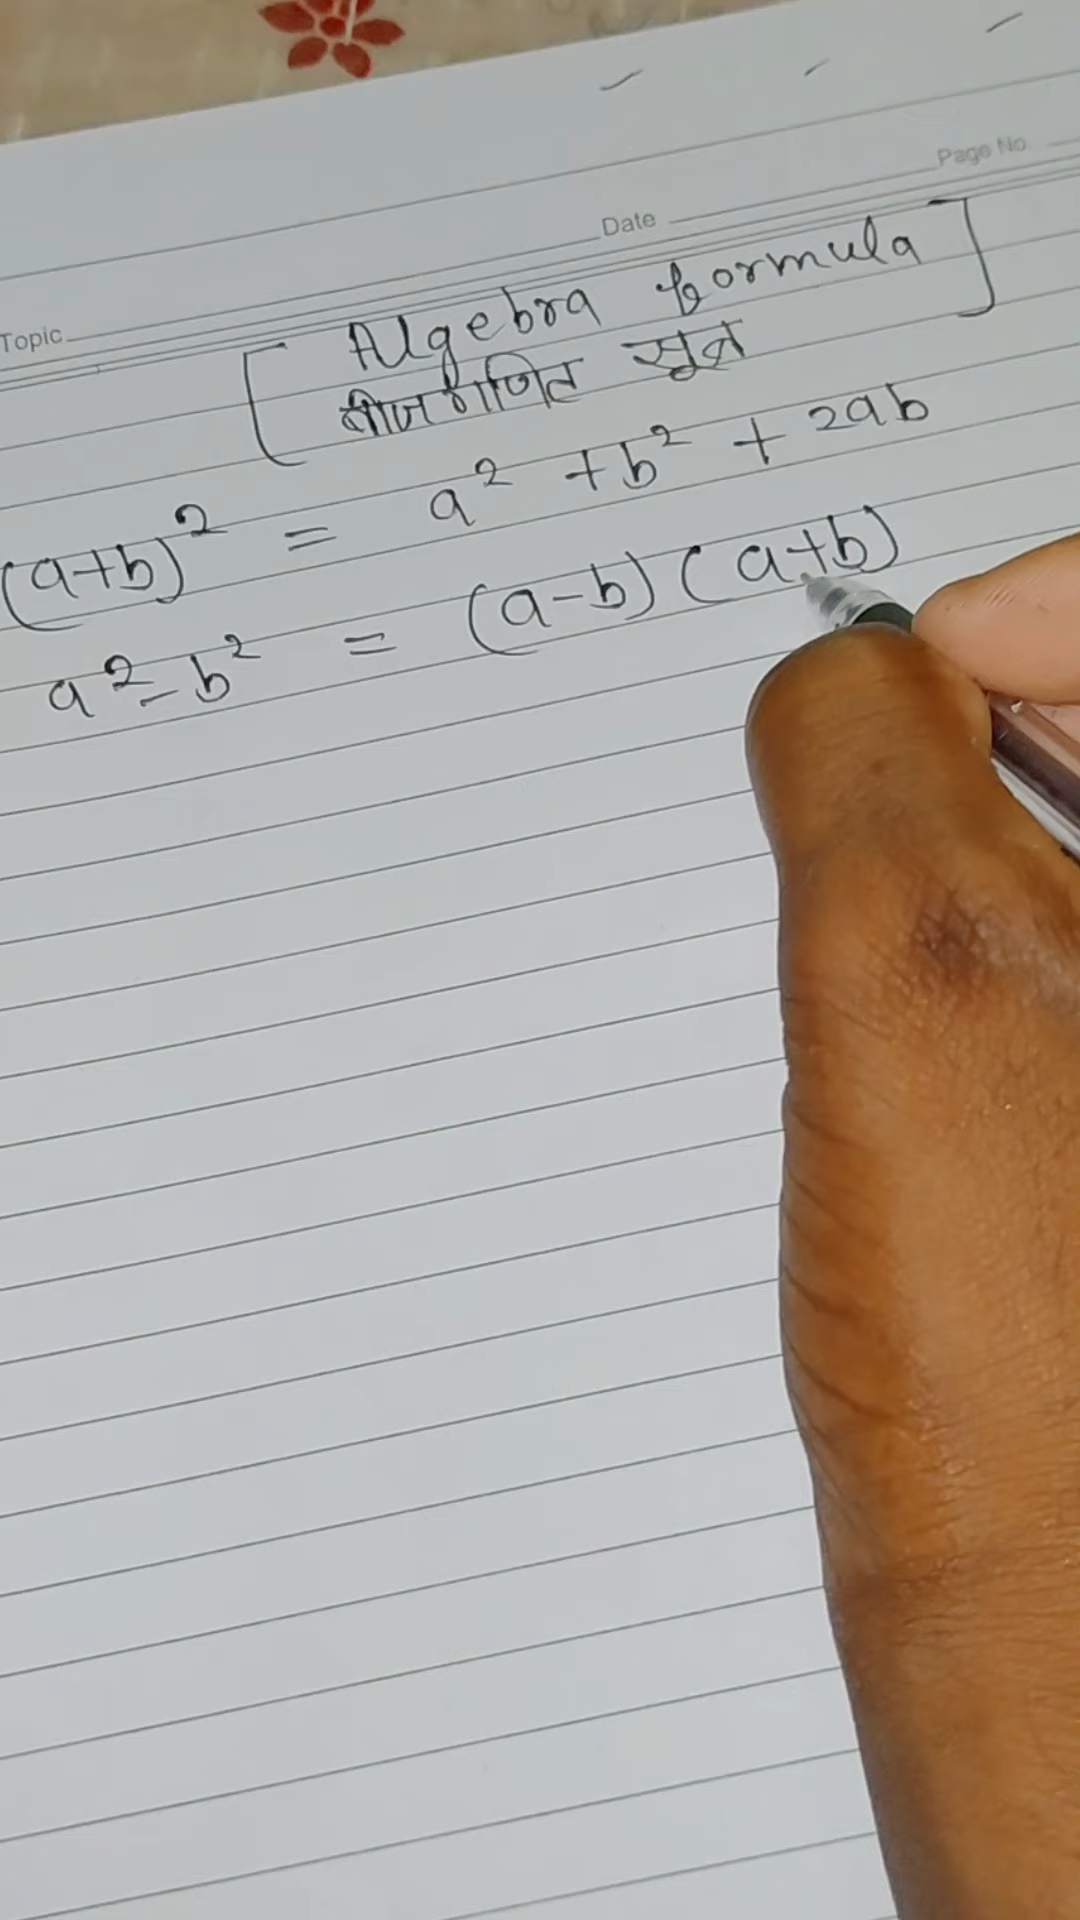 Page No.
Date
Topic
[ Algebra formula ]
बीजगणित सूत्र
(a+b)² = a² + b² + 2ab
a² - b² = (a-b) (a+b)